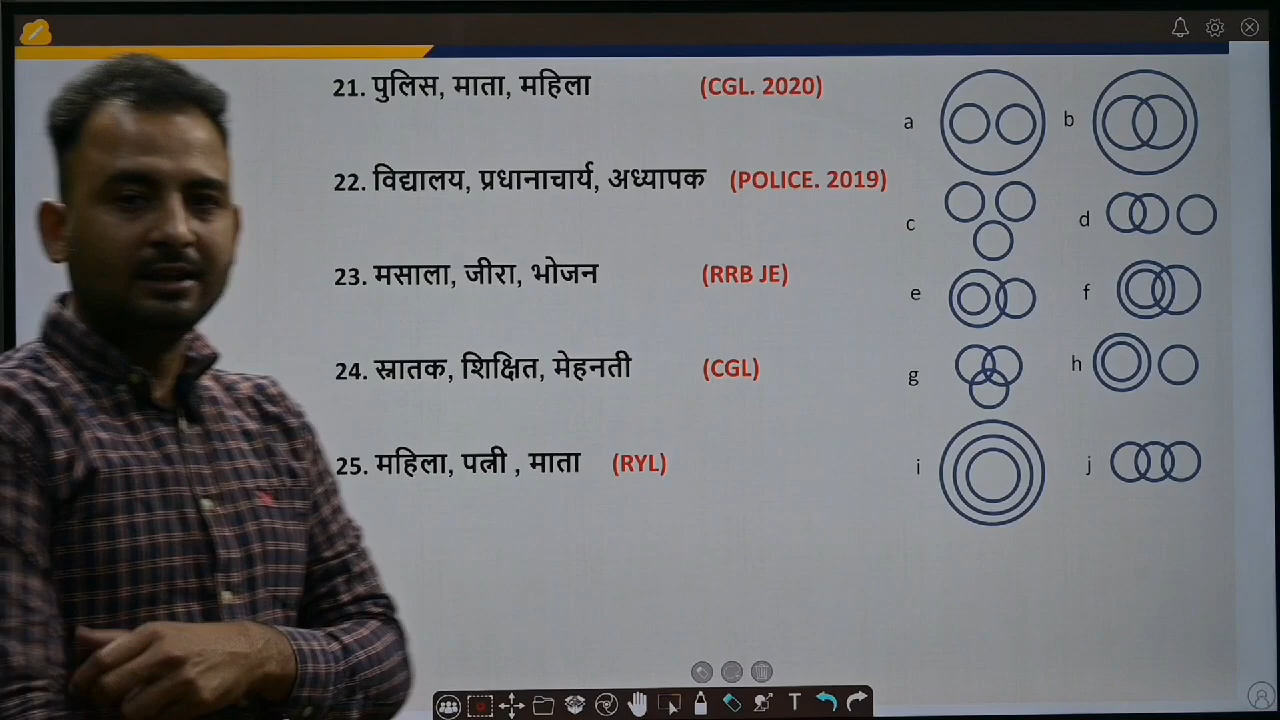 21. पुलिस, माता, महिला (CGL. 2020)
a
b
22. विद्यालय, प्रधानाचार्य, अध्यापक (POLICE. 2019)
c
d
23. मसाला, जीरा, भोजन (RRB JE)
e
f
24. स्नातक, शिक्षित, मेहनती (CGL)
g
h
25. महिला, पत्नी , माता (RYL)
i
j
T